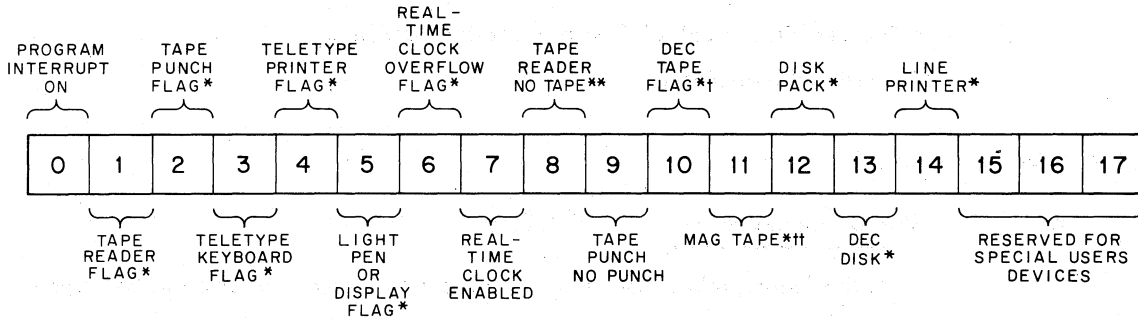 PROGRAM
INTERRUPT
ON
TAPE
PUNCH
FLAG*
TELETYPE
PRINTER
FLAG*
REAL-
TIME
CLOCK
OVERFLOW
FLAG*
TAPE
READER
NO TAPE**
DEC
TAPE
FLAG*†
DISK
PACK*
LINE
PRINTER*
0 1 2 3 4 5 6 7 8 9 10 11 12 13 14 15 16 17
TAPE
READER
FLAG*
TELETYPE
KEYBOARD
FLAG*
LIGHT
PEN
OR
DISPLAY
FLAG*
REAL-
TIME
CLOCK
ENABLED
TAPE
PUNCH
NO PUNCH
MAG TAPE*††
DEC
DISK*
RESERVED FOR
SPECIAL USERS
DEVICES